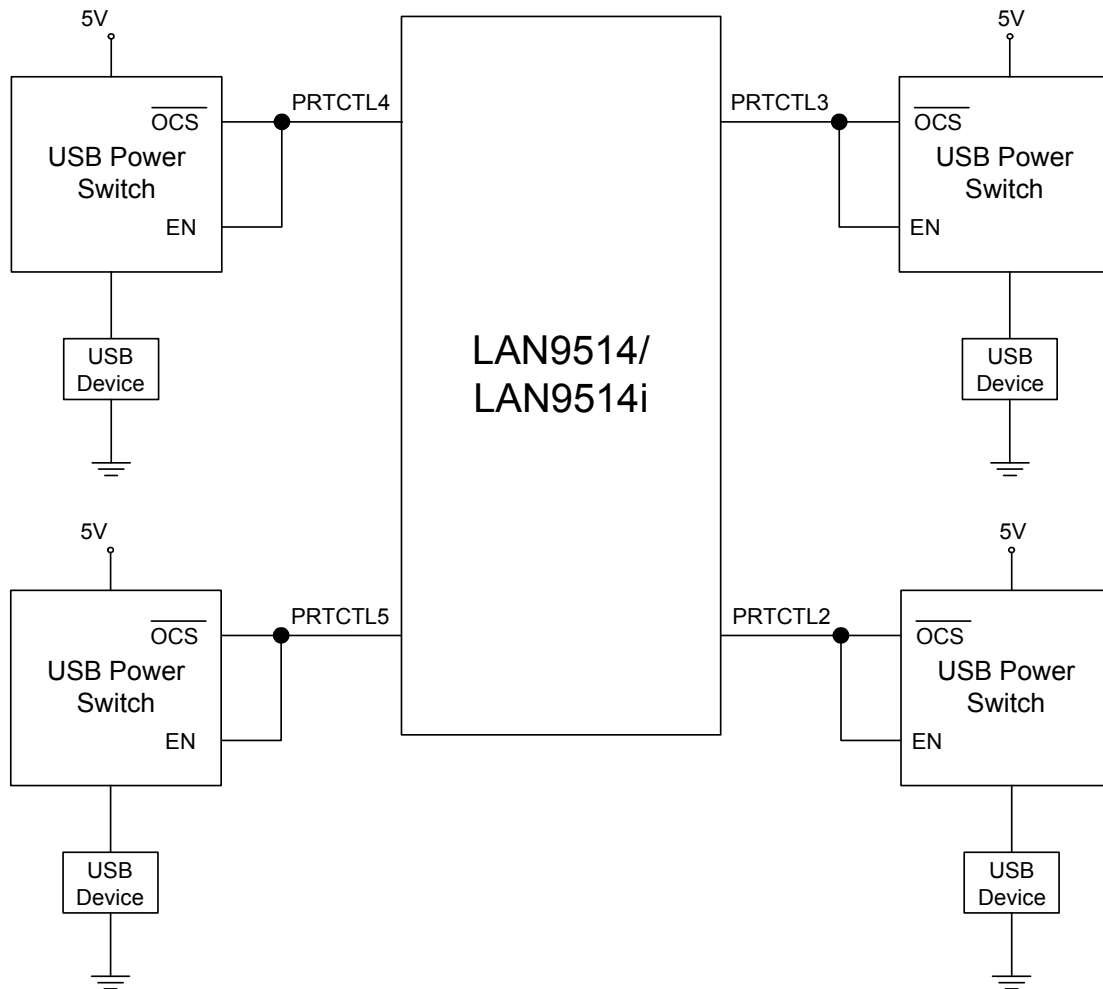 5V
5V
PRTCTL4
PRTCTL3
OCS
OCS
USB Power
Switch
USB Power
Switch
EN
EN
USB
Device
LAN9514/
LAN9514i
USB
Device
5V
5V
PRTCTL5
PRTCTL2
OCS
OCS
USB Power
Switch
USB Power
Switch
EN
EN
USB
Device
USB
Device